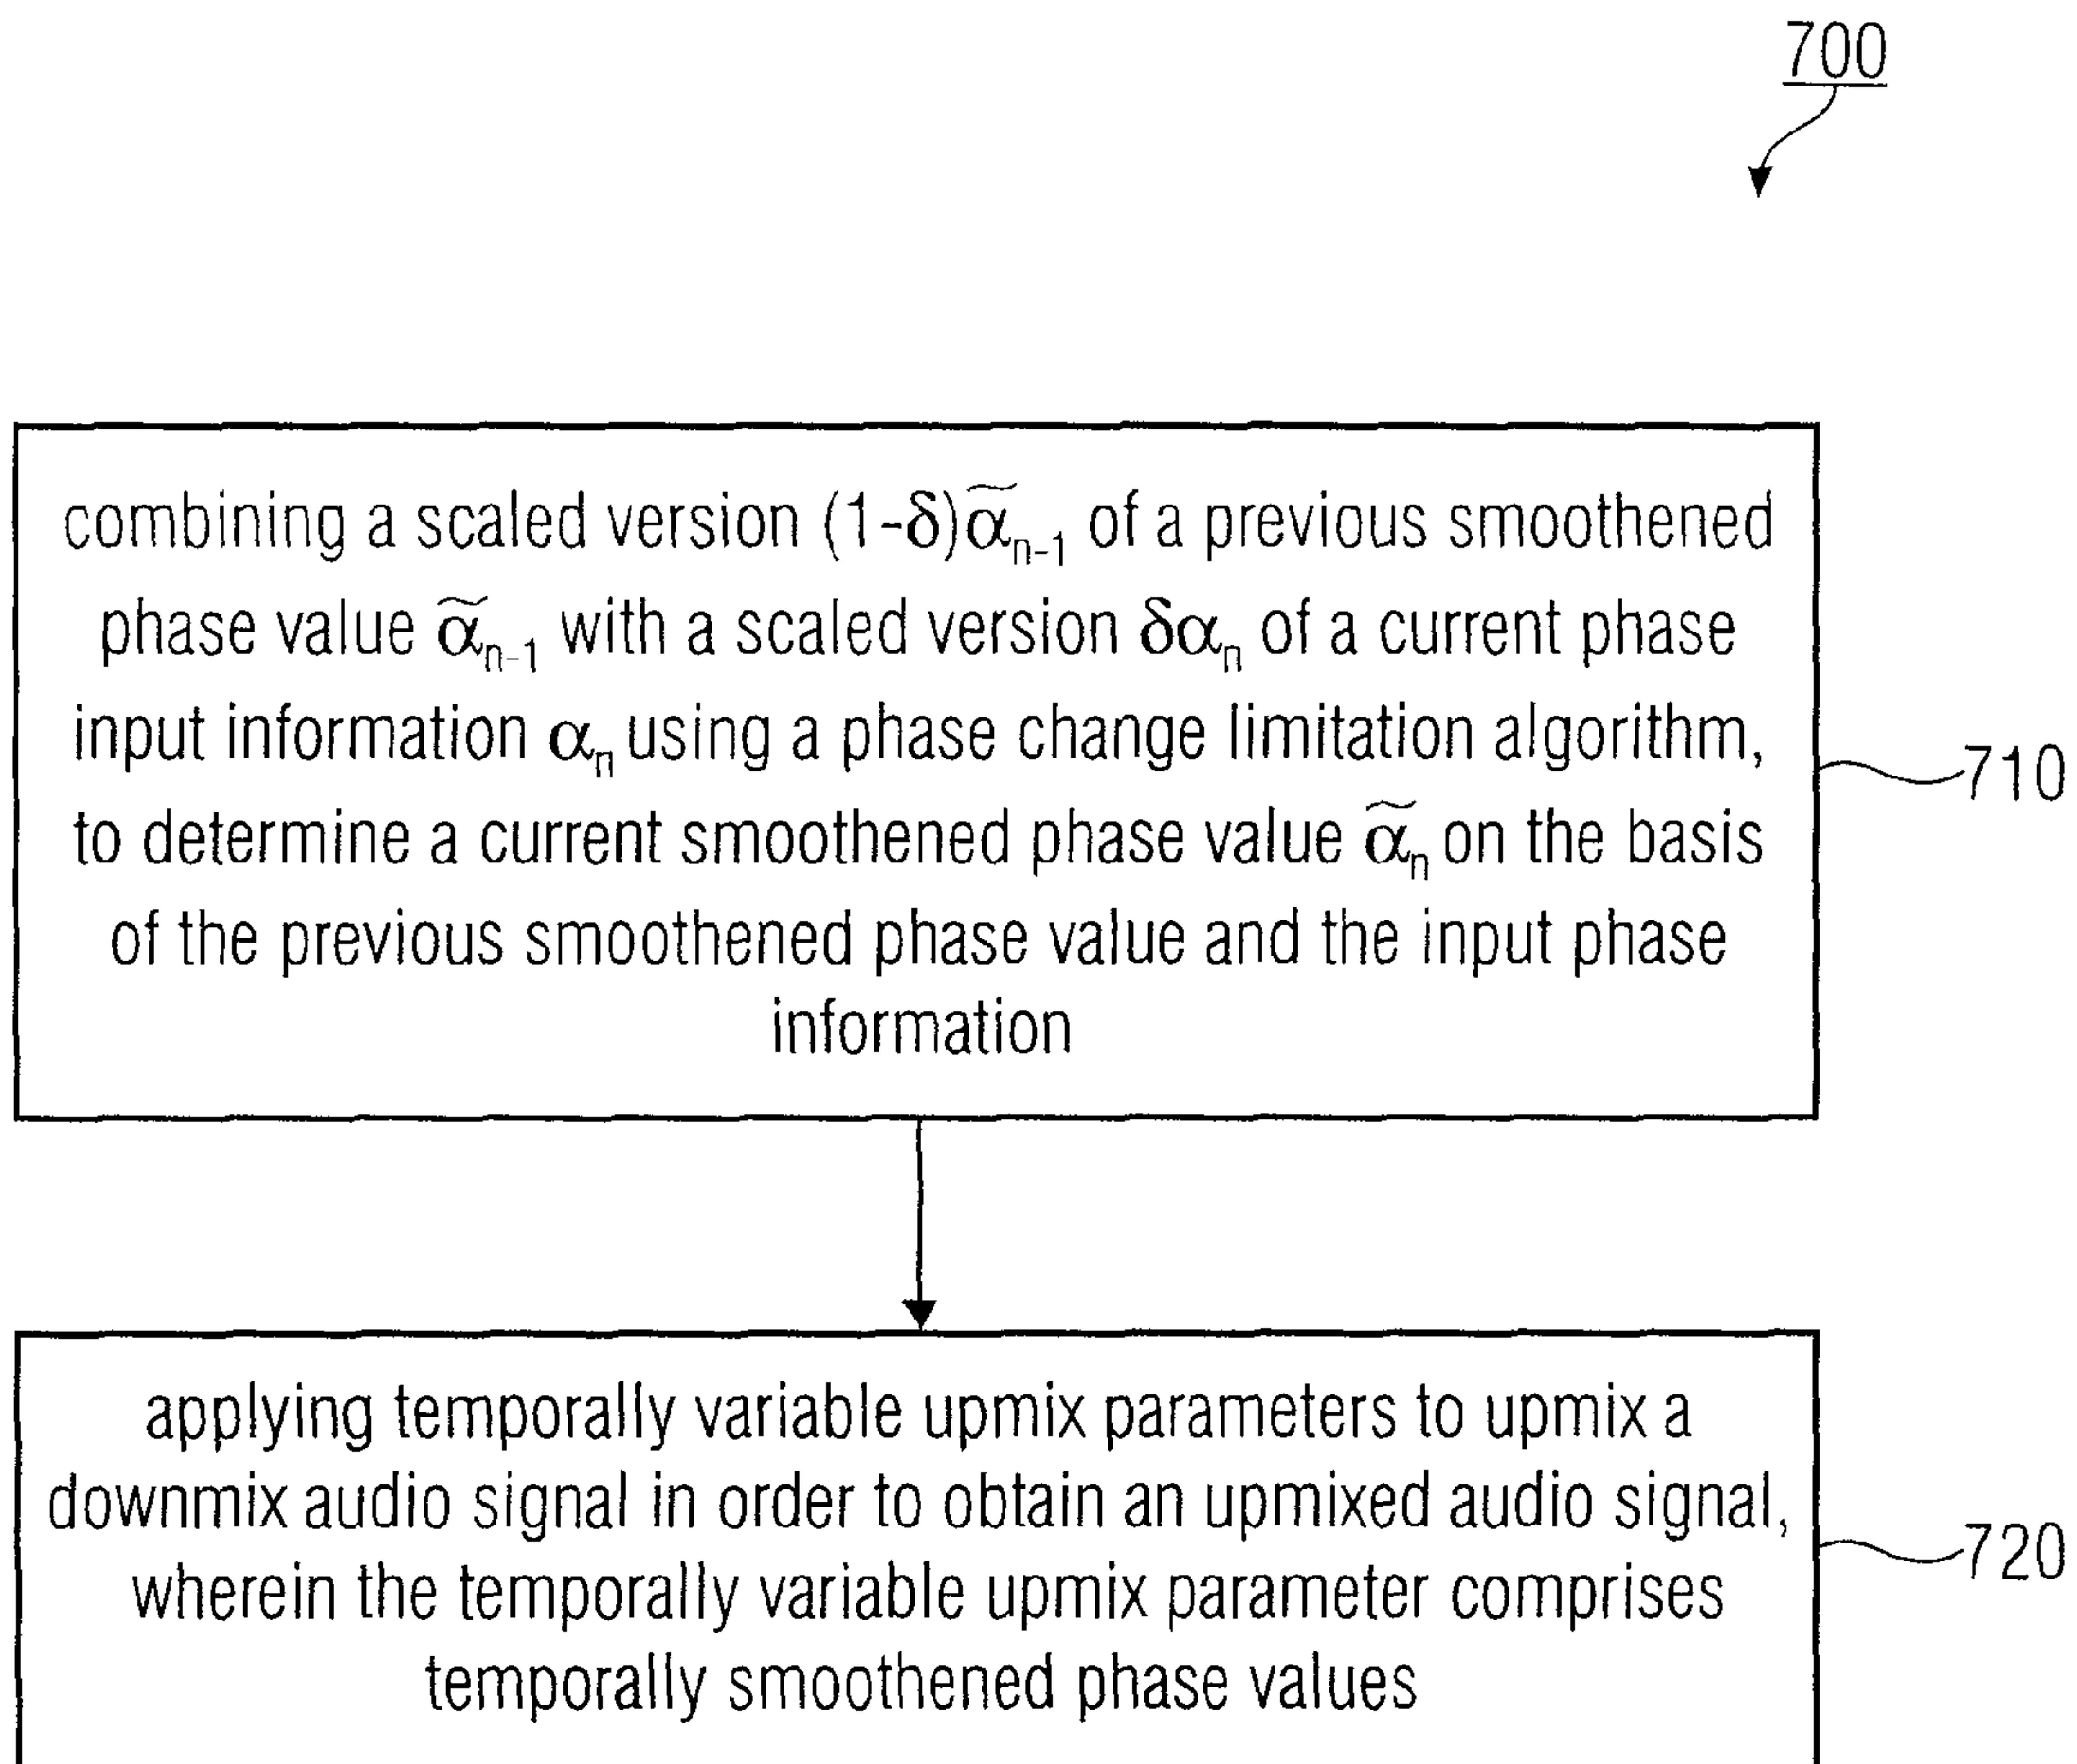 700
combining a scaled version (1-δ)α̃ₙ₋₁ of a previous smoothened
phase value α̃ₙ₋₁ with a scaled version δαₙ of a current phase
input information αₙ using a phase change limitation algorithm,
to determine a current smoothened phase value α̃ₙ on the basis
of the previous smoothened phase value and the input phase
information
710
applying temporally variable upmix parameters to upmix a
downmix audio signal in order to obtain an upmixed audio signal,
wherein the temporally variable upmix parameter comprises
temporally smoothened phase values
720